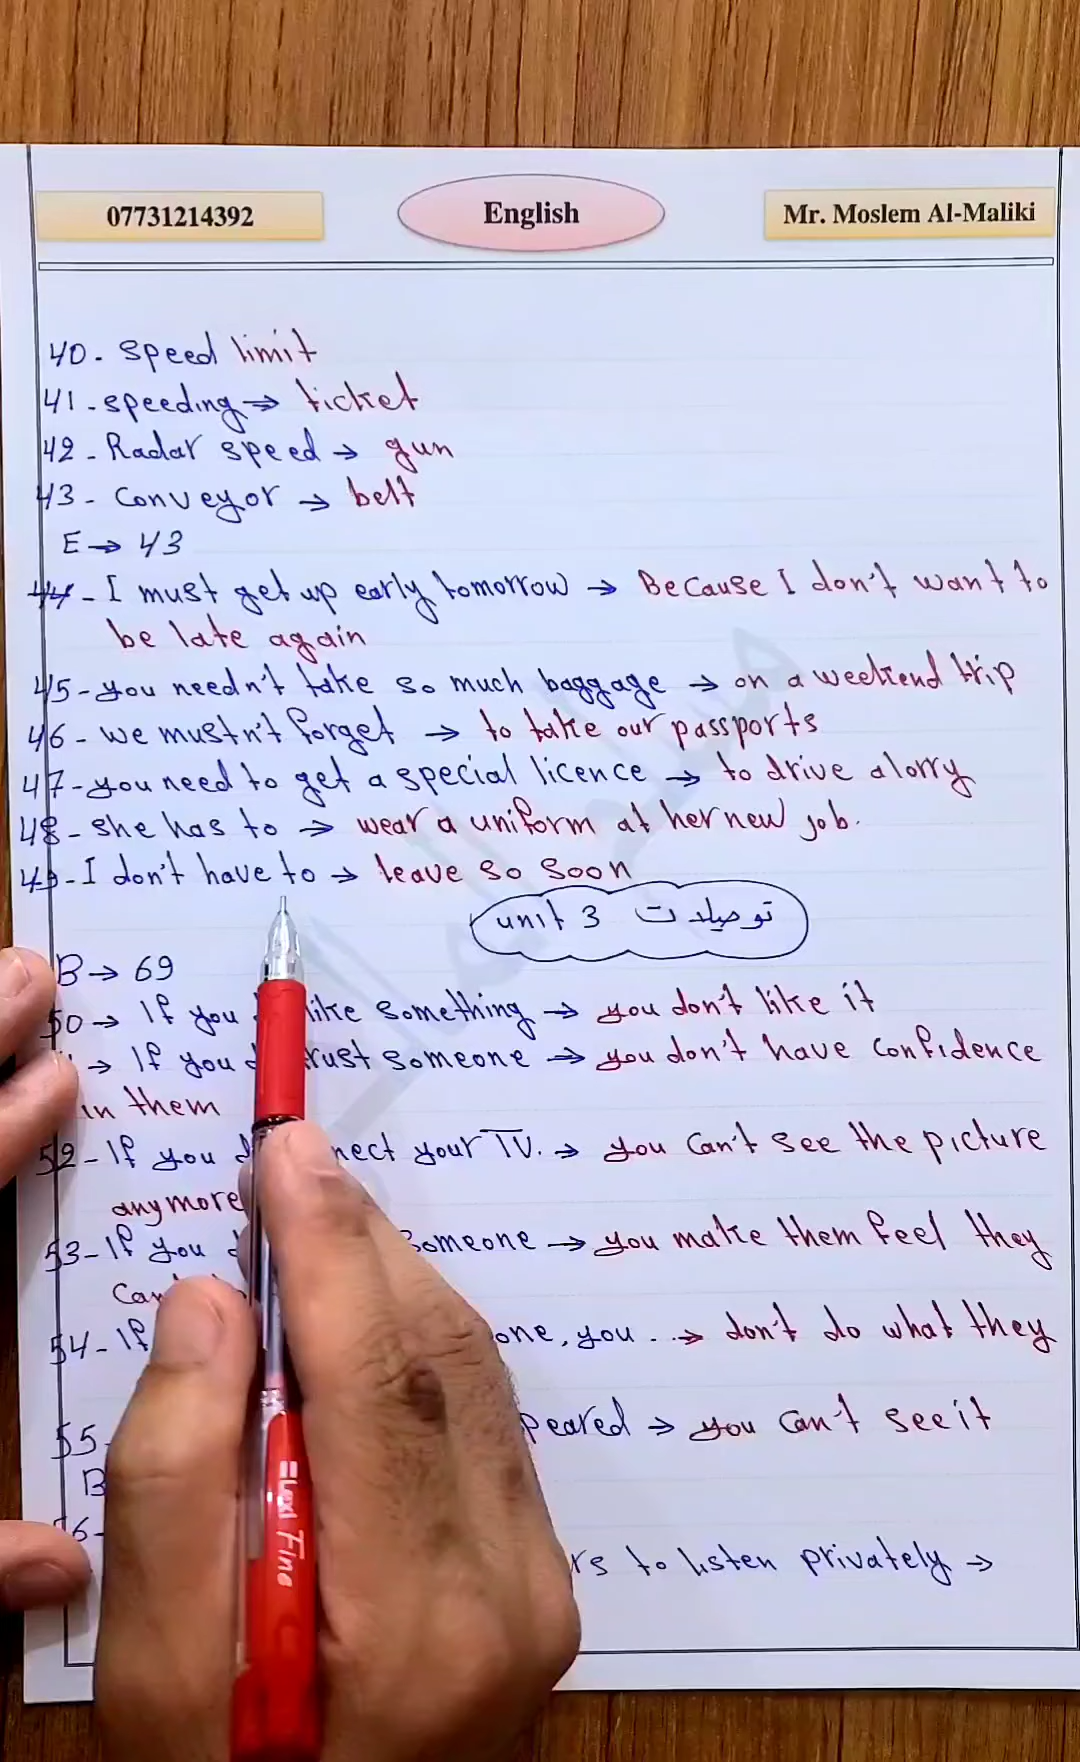 07731214392 English Mr. Moslem Al-Maliki
40- speed limit
41- speeding → ticket
42- Radar speed → gun
43- conveyor → belt
E → 43
44- I must get up early tomorrow → Because I don't want to
be late again
45- you needn't take so much baggage → on a weekend trip
46- we mustn't forget → to take our passports
47- you need to get a special licence → to drive a lorry
48- she has to → wear a uniform at her new job.
49- I don't have to → leave so soon
unit 3 توصيلات
B → 69
50 → If you like something → you don't like it
→ If you trust someone → you don't have confidence
in them
52- If you nect your TV. → you can't see the picture
anymore
53- If you someone → you make them feel they
54- If one, you .. → don't do what they
55- peared → you can't see it
B
56- rs to listen privately →
Lexi Fine